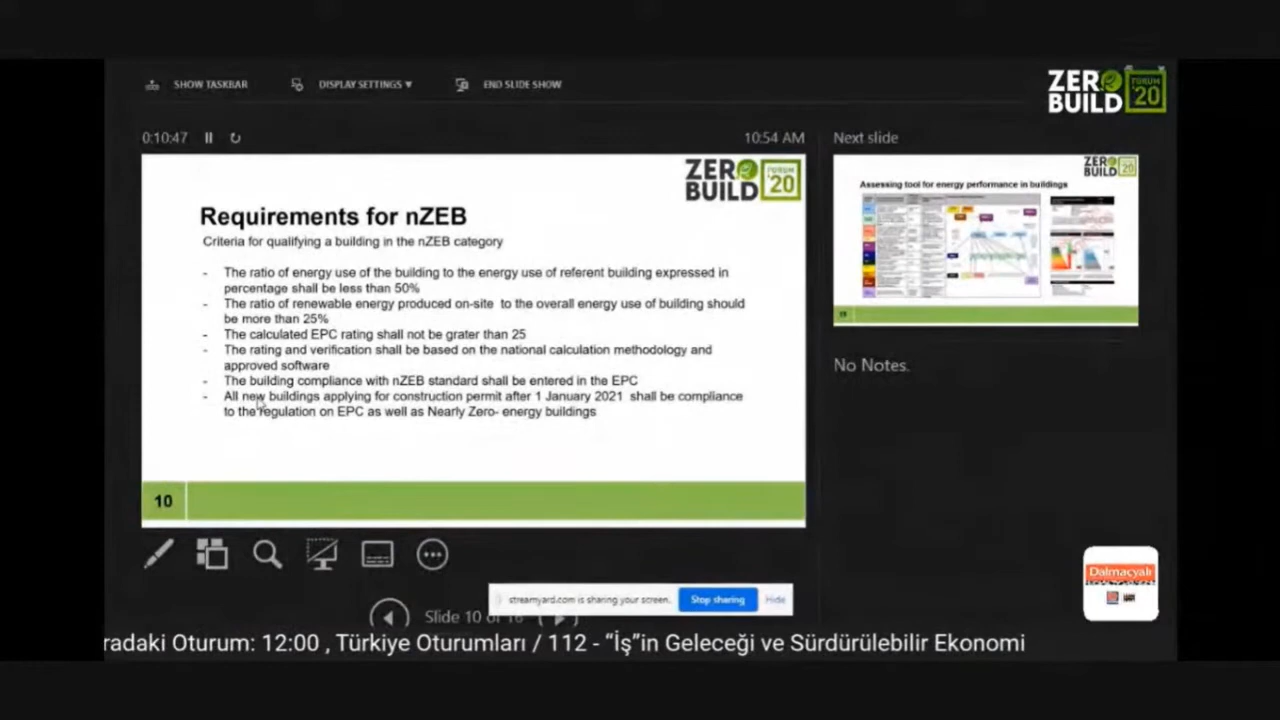 SHOW TASKBAR
DISPLAY SETTINGS ▾
END SLIDE SHOW
ZERO
BUILD
FORUM
'20
0:10:47
10:54 AM
Next slide
ZERO
BUILD
FORUM
'20
Requirements for nZEB
Criteria for qualifying a building in the nZEB category
- The ratio of energy use of the building to the energy use of referent building expressed in
percentage shall be less than 50%
- The ratio of renewable energy produced on-site to the overall energy use of building should
be more than 25%
- The calculated EPC rating shall not be grater than 25
- The rating and verification shall be based on the national calculation methodology and
approved software
- The building compliance with nZEB standard shall be entered in the EPC
- All new buildings applying for construction permit after 1 January 2021 shall be compliance
to the regulation on EPC as well as Nearly Zero- energy buildings
10
ZERO
BUILD
'20
Assessing tool for energy performance in buildings
No Notes.
Dalmaçyalı
streamyard.com is sharing your screen.
Stop sharing
Hide
Slide 10 of 16
radaki Oturum: 12:00 , Türkiye Oturumları / 112 - “İş”in Geleceği ve Sürdürülebilir Ekonomi